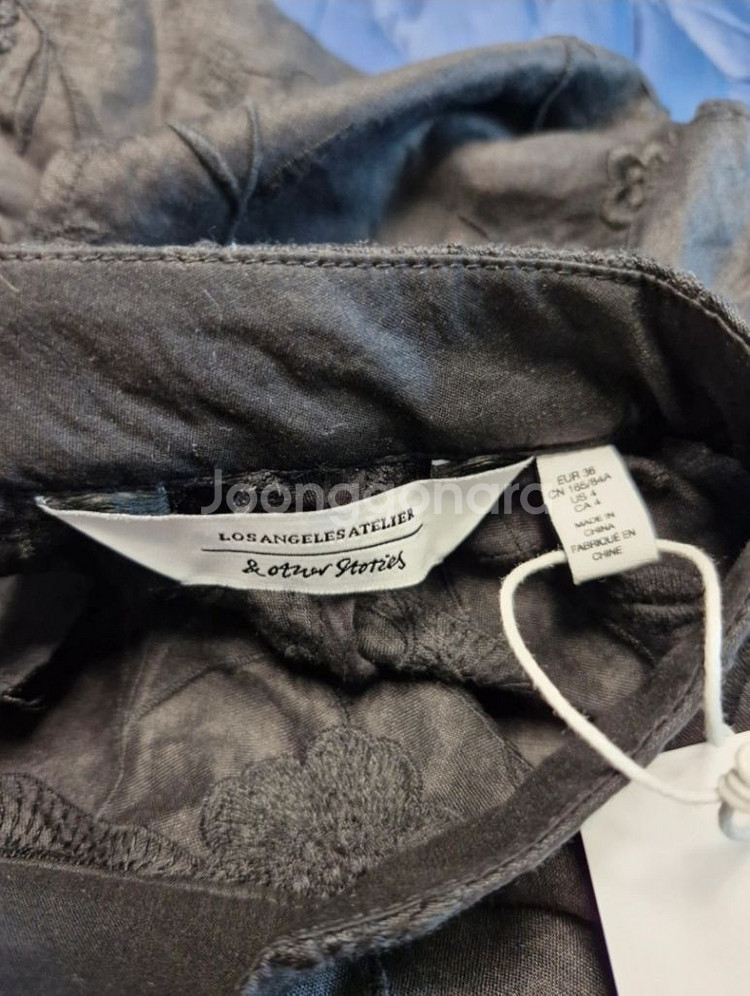 Joonggonara
LOS ANGELES ATELIER
& other Stories
EUR 36
CN 165/84A
US 4
CA 4
MADE IN
CHINA
FABRIQUÉ EN
CHINE